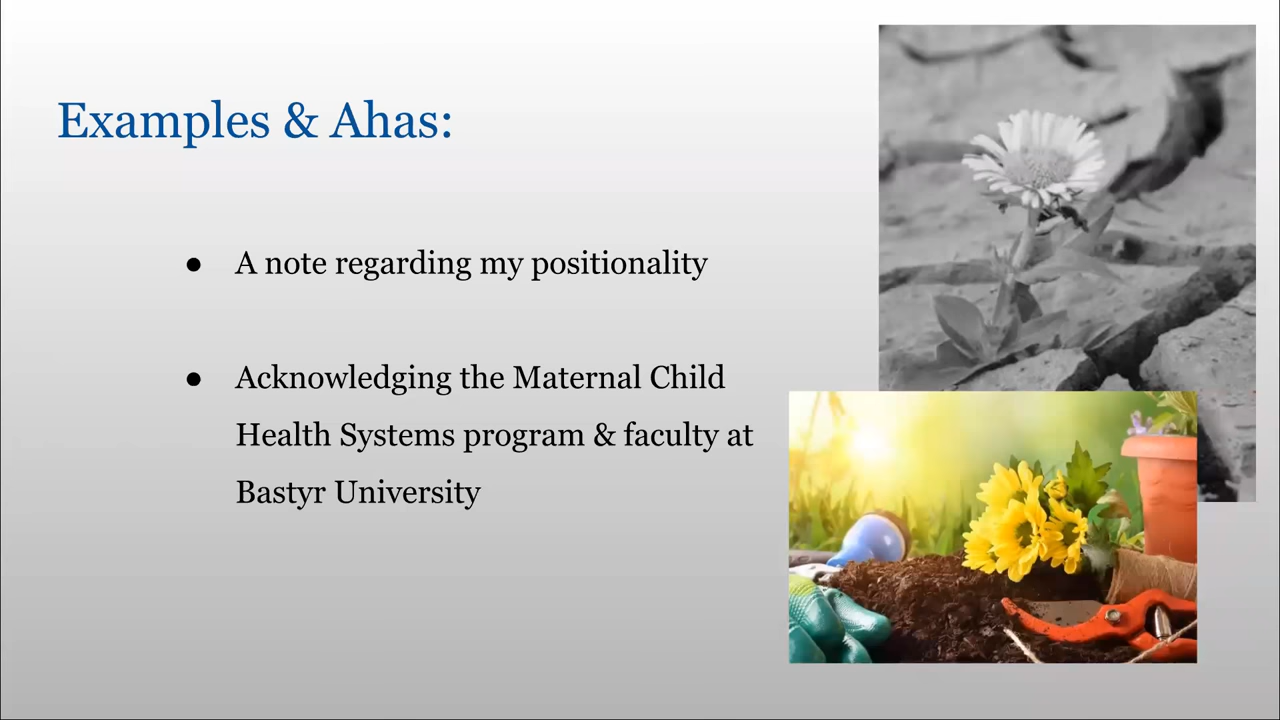 Examples & Ahas:
● A note regarding my positionality
● Acknowledging the Maternal Child
Health Systems program & faculty at
Bastyr University